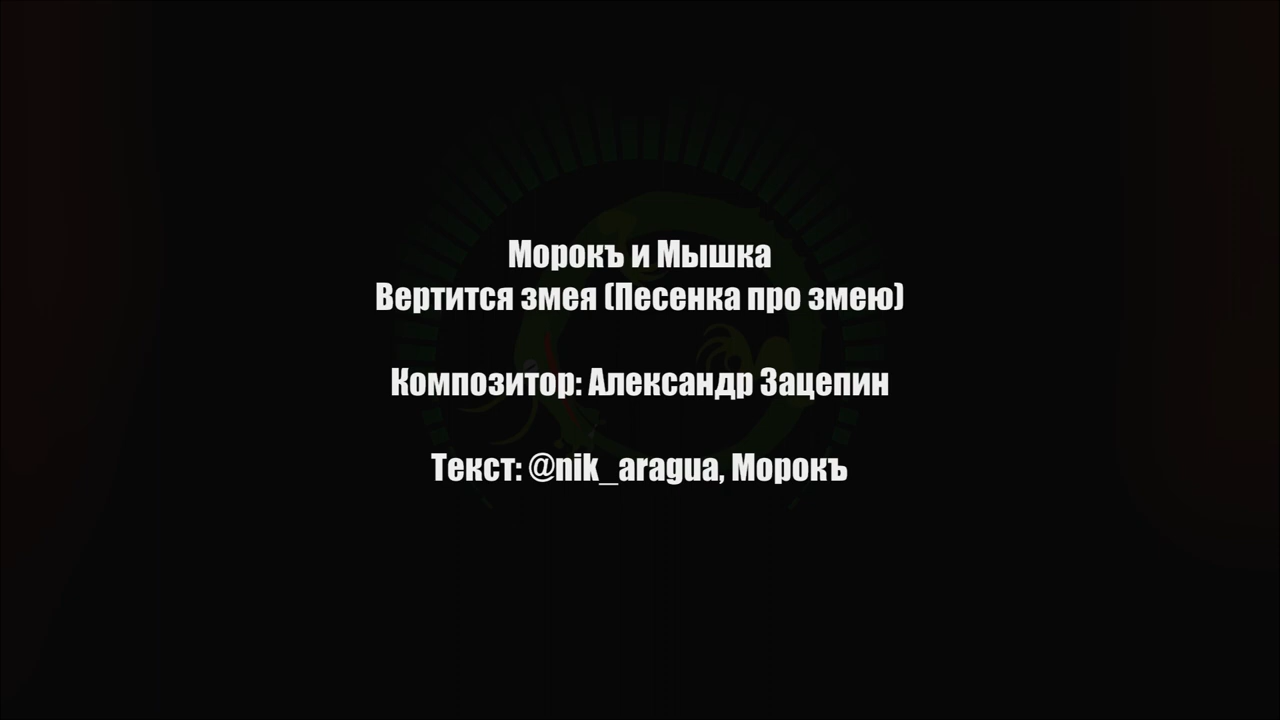 Морокъ и Мышка
Вертится змея (Песенка про змею)
Композитор: Александр Зацепин
Текст: @nik_aragua, Морокъ